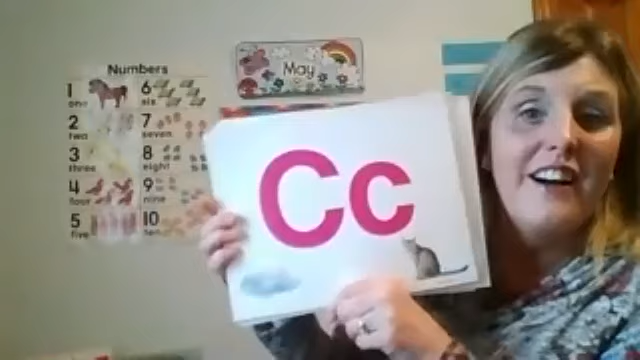 Numbers
1 one
6 six
2 two
7 seven
3 three
8 eight
4 four
9 nine
5 five
10 ten
May
Cc